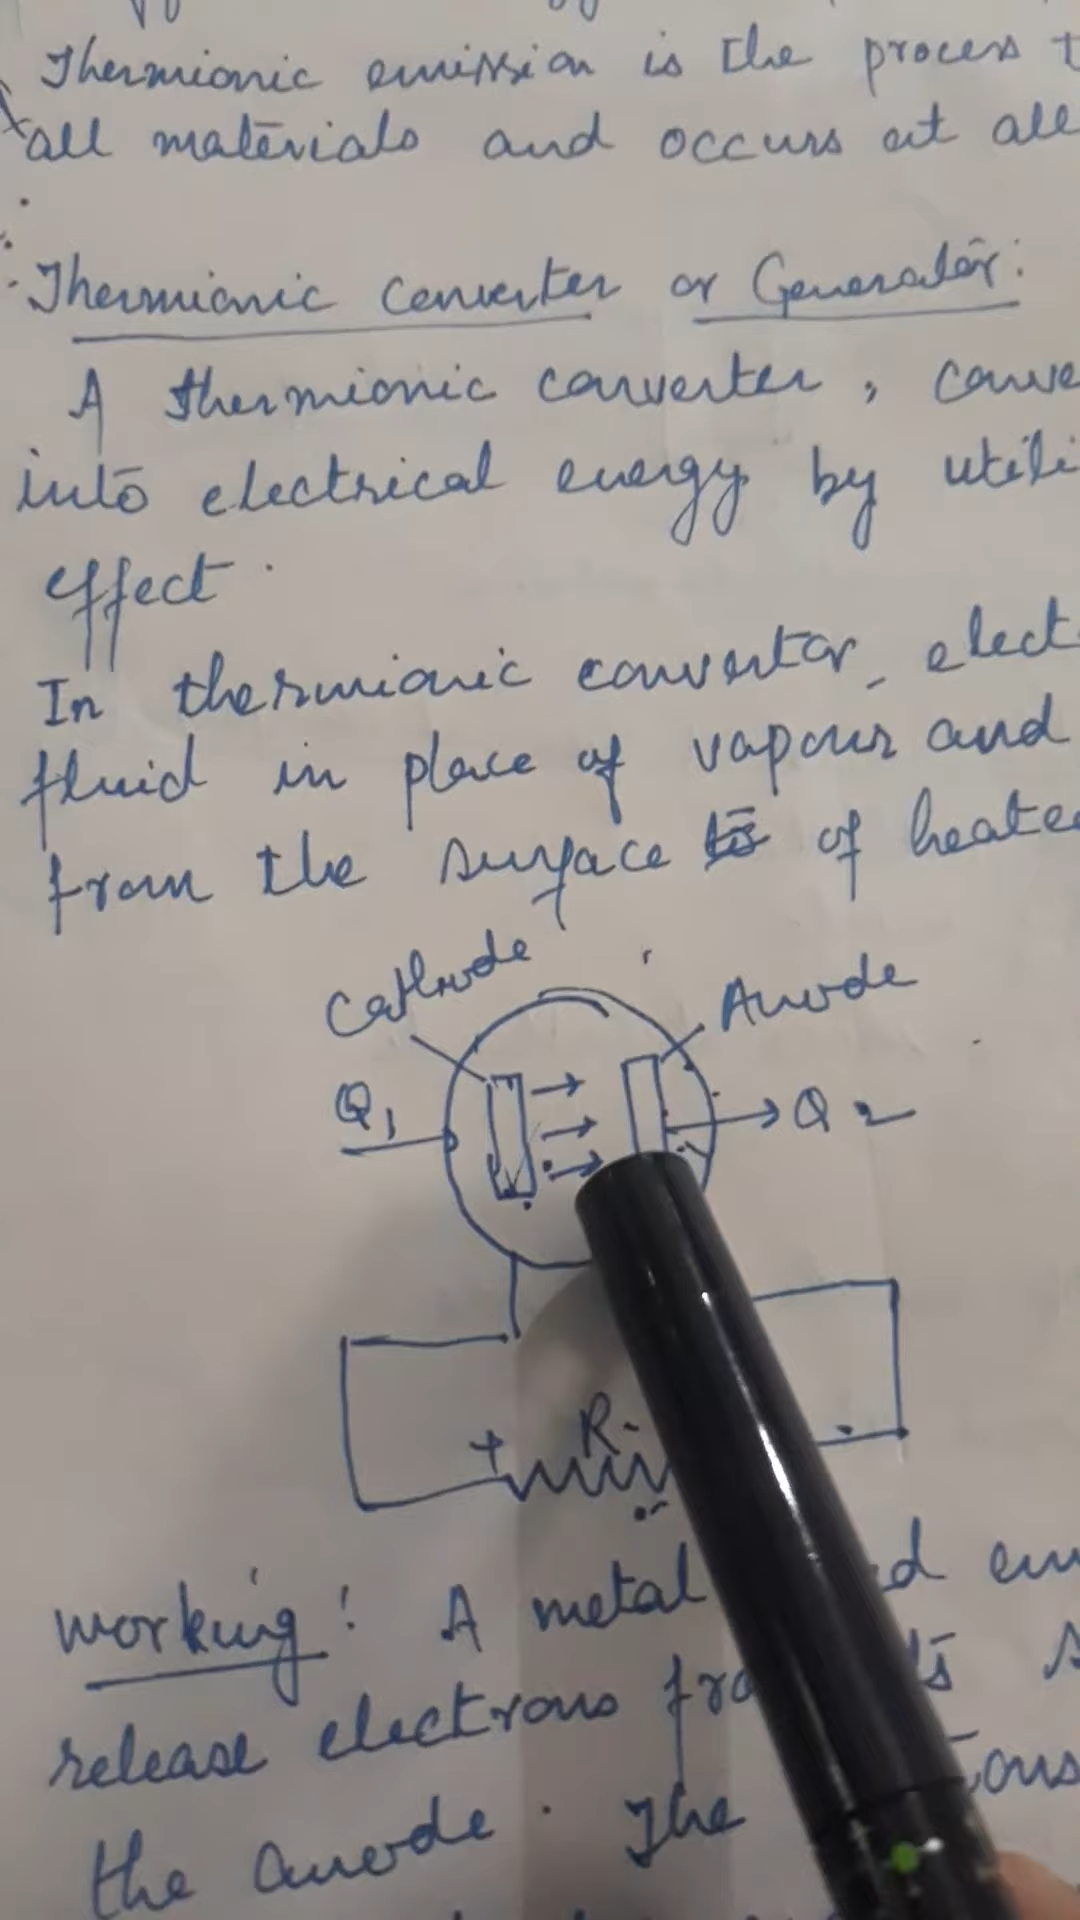 Thermionic emission is the process
all materials and occurs at all
Thermionic converter or Generator:
A thermionic converter, conve
into electrical energy by utili
effect.
In thermionic convertor, elect
fluid in place of vapour and
from the surface of heate
Cathode
Anode
Q1
Q2
+ R -
working: A metal
release electrons
the anode. The